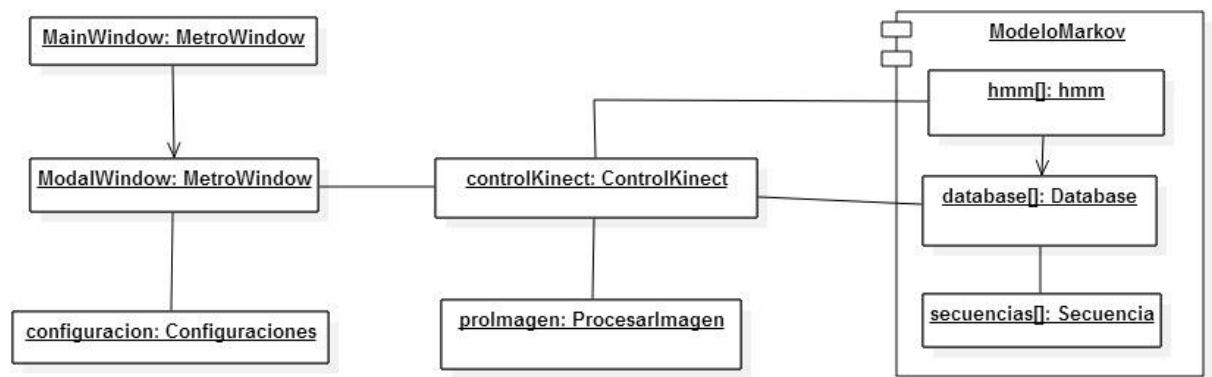 MainWindow: MetroWindow
ModalWindow: MetroWindow
configuracion: Configuraciones
controlKinect: ControlKinect
proImagen: ProcesarImagen
ModeloMarkov
hmm[]: hmm
database[]: Database
secuencias[]: Secuencia